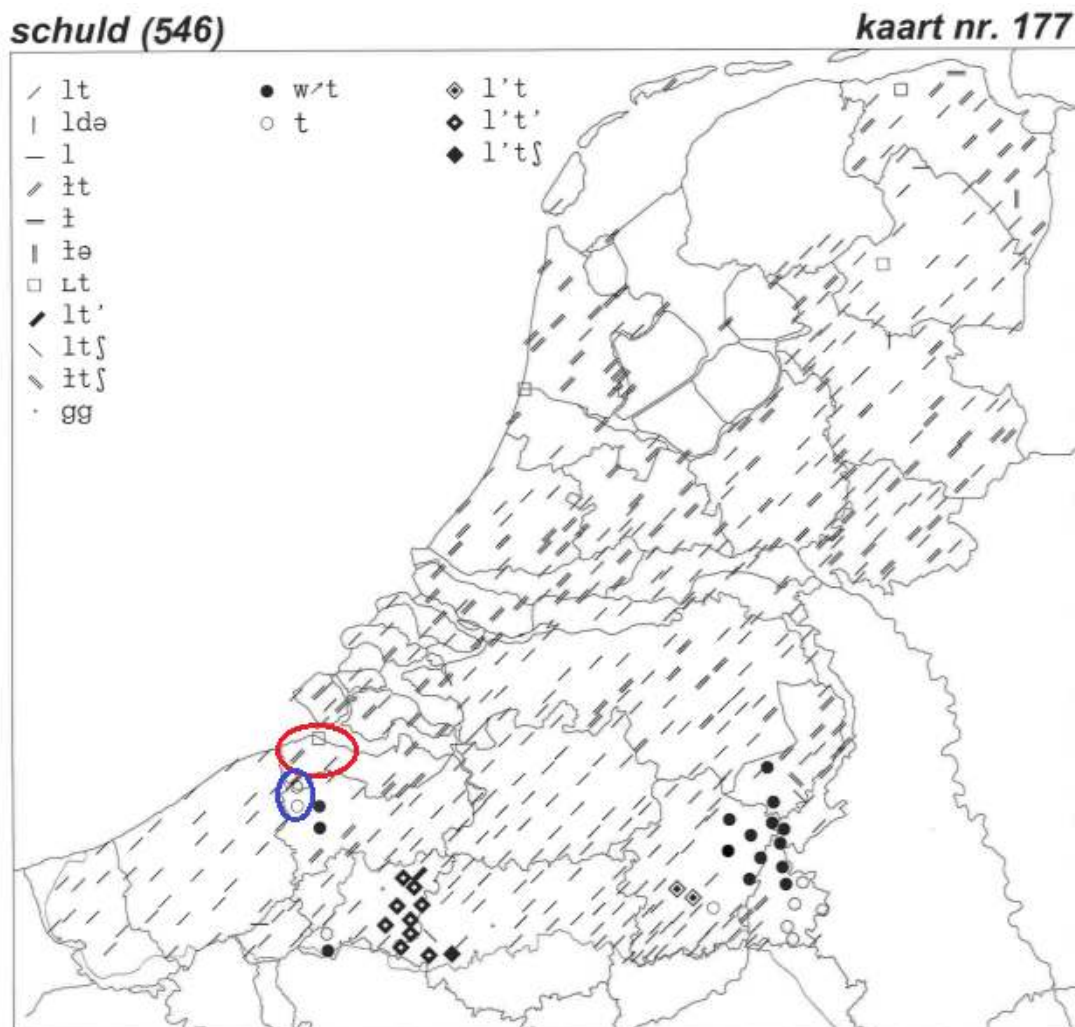 schuld (546) kaart nr. 177
lt w↗t l't
ldə t l't'
l l'tʃ
ɫt
ɫ
ɫə
ʟt
lt'
ltʃ
ɫtʃ
gg